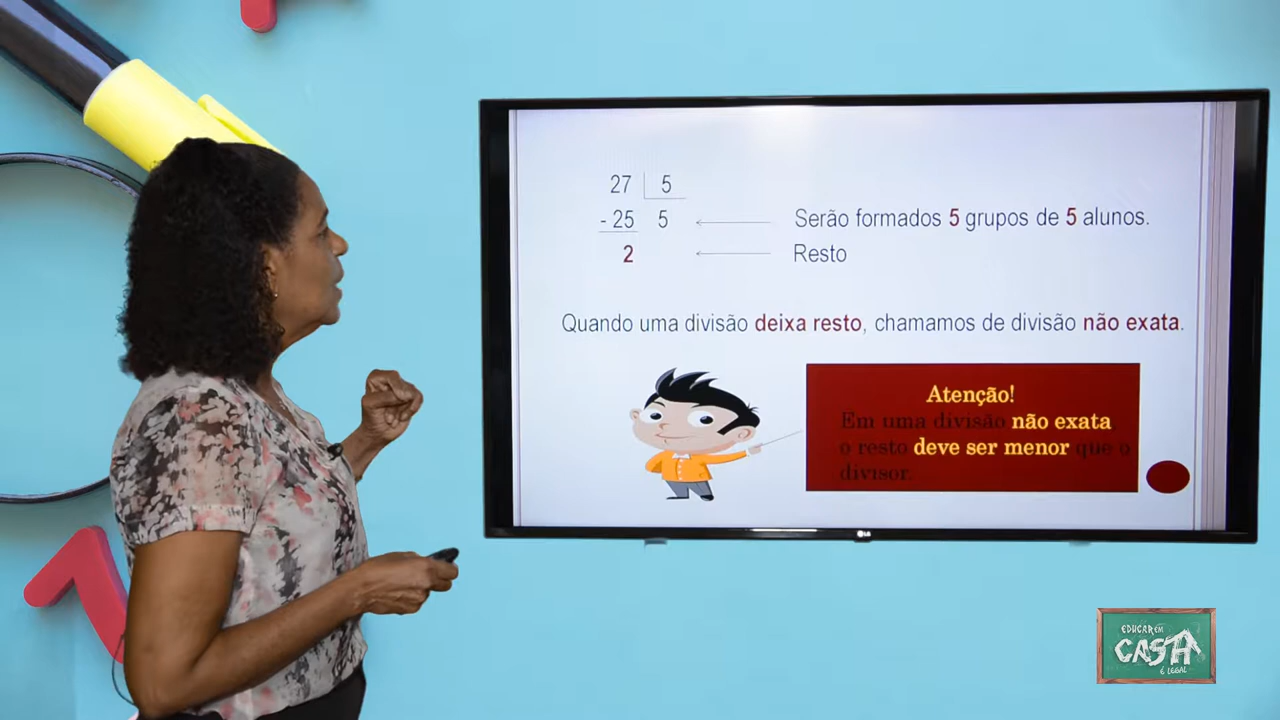 27 5
- 25 5 Serão formados 5 grupos de 5 alunos.
2 Resto
Quando uma divisão deixa resto, chamamos de divisão não exata.
Atenção!
Em uma divisão não exata
o resto deve ser menor que o
divisor.
LG
EDUCAR EM
CASA
É LEGAL